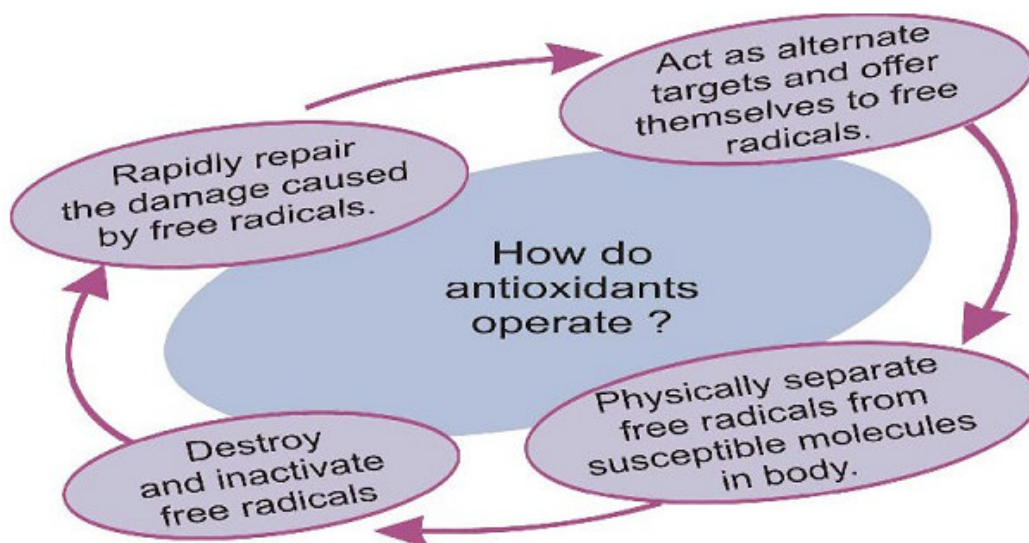 Act as alternate
targets and offer
themselves to free
radicals.
Rapidly repair
the damage caused
by free radicals.
How do
antioxidants
operate ?
Physically separate
free radicals from
susceptible molecules
in body.
Destroy
and inactivate
free radicals